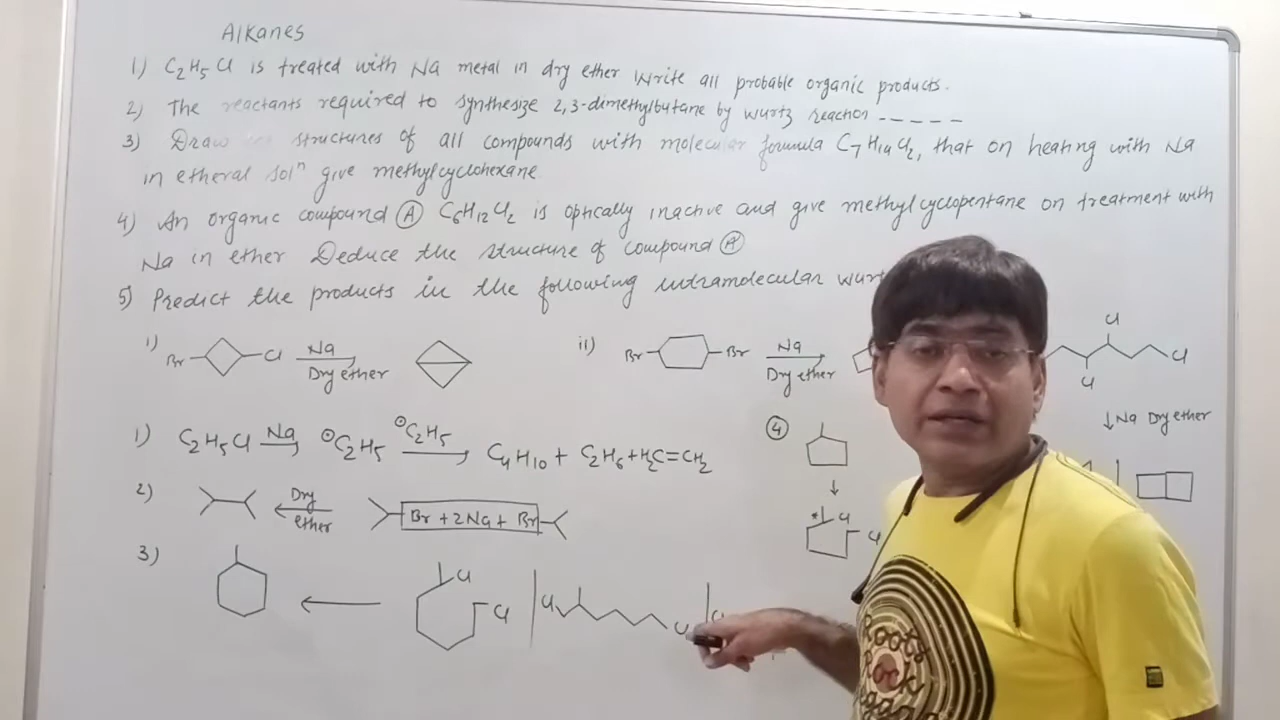 Alkanes
1) C2H5Cl is treated with Na metal in dry ether Write all probable organic products.
2) The reactants required to synthesize 2,3-dimethylbutane by wurtz reaction -----
3) Draw structures of all compounds with molecular formula C7H14Cl2, that on heating with Na
in etheral solⁿ give methylcyclohexane
4) An organic compound (A) C6H12Cl2 is optically inactive and give methylcyclopentane on treatment with
Na in ether Deduce the structure of compound (A)
5) Predict the products in the following intramolecular
i) Br Cl Na Dry ether
ii) Br Br Na Dry ether
Cl Cl Cl
↓Na Dry ether
1) C2H5Cl Na → ⊖C2H5 ⊖C2H5 → C4H10 + C2H6 + H2C=CH2
2) Dry ether ← Br + 2Na + Br
3) ← Cl Cl | Cl Cl |
(4) ↓
* Cl Cl
Roots
Rock